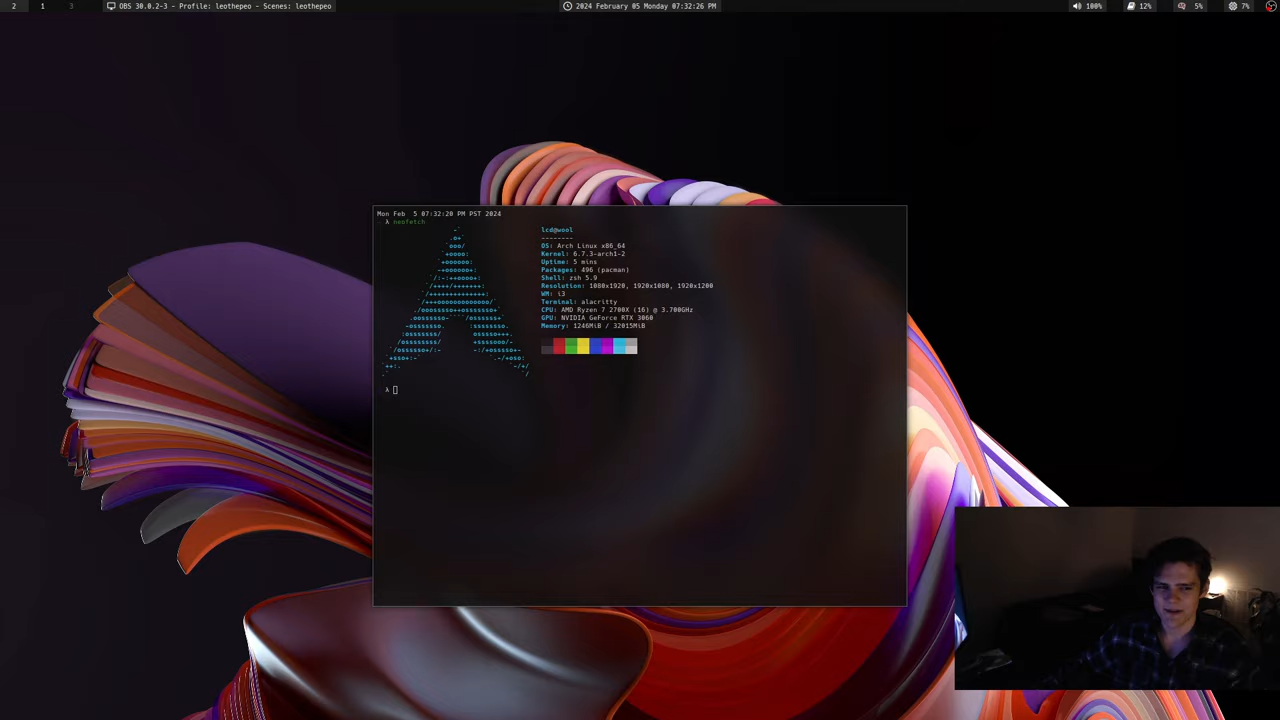 2 1 3 OBS 30.0.2-3 - Profile: leothepeo - Scenes: leothepeo 2024 February 05 Monday 07:32:26 PM 100% 12% 5% 7%
Mon Feb  5 07:32:20 PM PST 2024
λ neofetch
lcd@wool
--------
OS: Arch Linux x86_64
Kernel: 6.7.3-arch1-2
Uptime: 5 mins
Packages: 496 (pacman)
Shell: zsh 5.9
Resolution: 1080x1920, 1920x1080, 1920x1200
WM: i3
Terminal: alacritty
CPU: AMD Ryzen 7 2700X (16) @ 3.700GHz
GPU: NVIDIA GeForce RTX 3060
Memory: 1246MiB / 32015MiB
λ